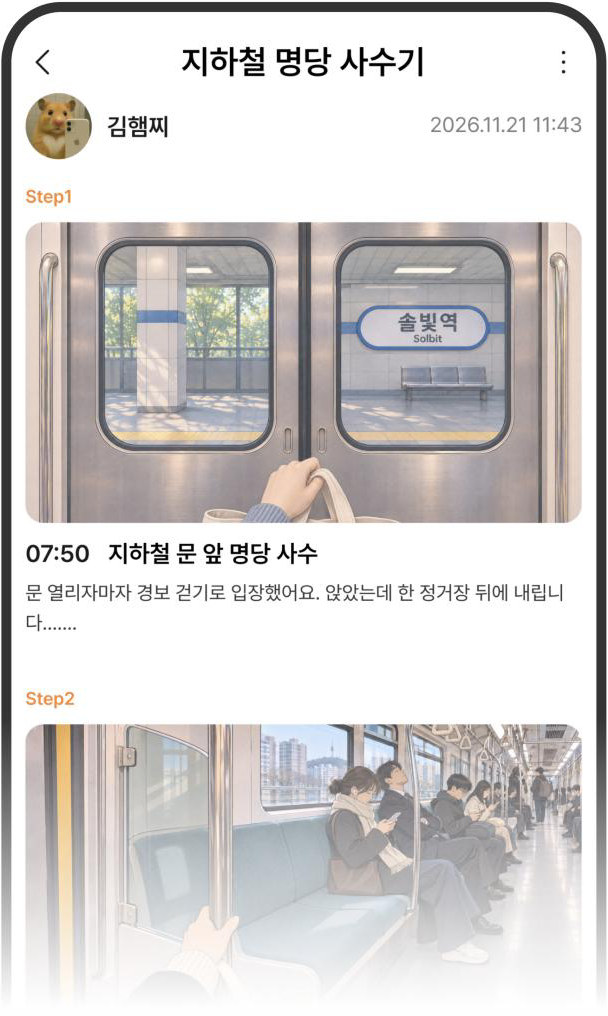 지하철 명당 사수기
김햄찌
2026.11.21 11:43
Step1
솔빛역
Solbit
07:50 지하철 문 앞 명당 사수
문 열리자마자 경보 걷기로 입장했어요. 앉았는데 한 정거장 뒤에 내립니
다.......
Step2